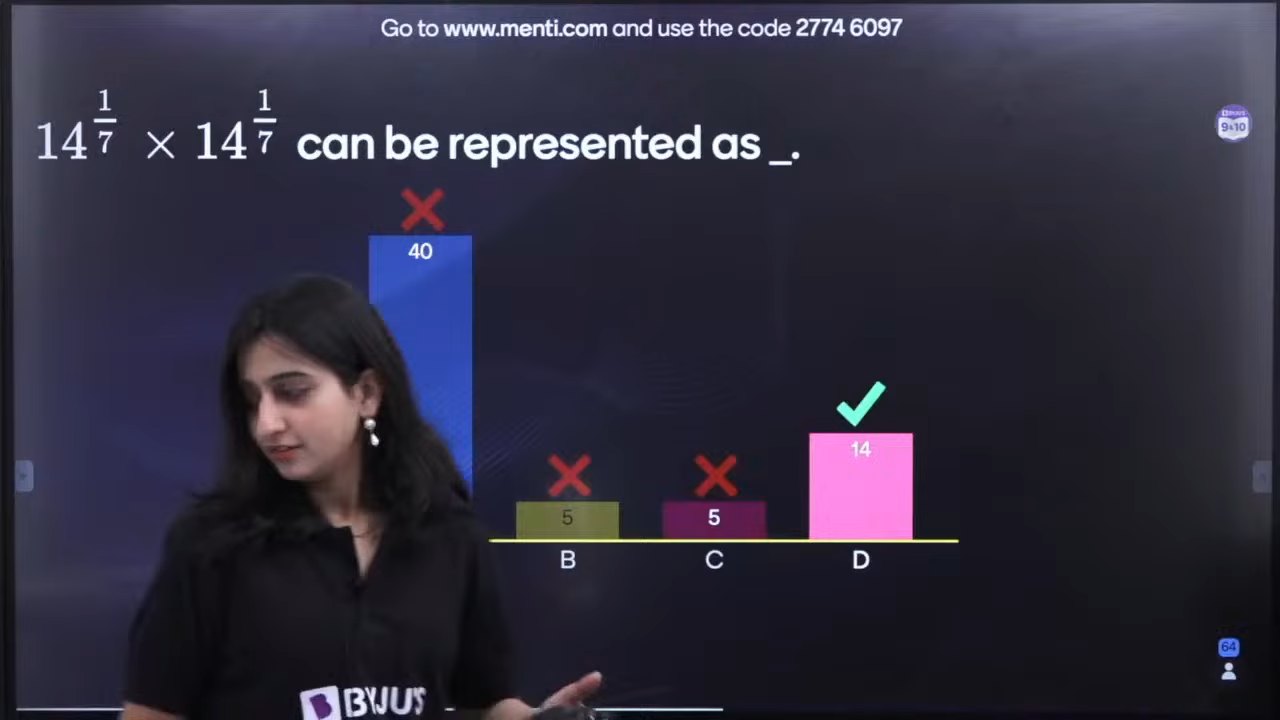 Go to www.menti.com and use the code 2774 6097
14^{1/7} × 14^{1/7} can be represented as _.
BYJU'S
9&10
40
5
5
14
B
C
D
64
BYJU'S